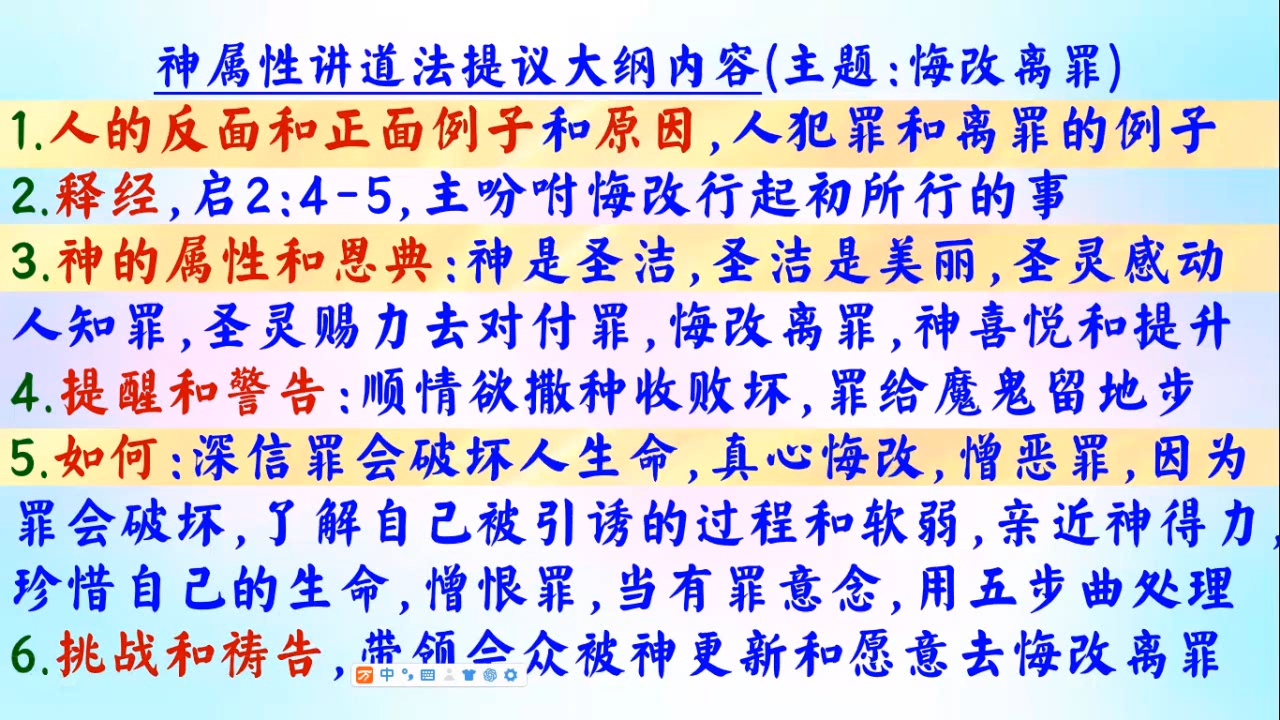 神属性讲道法提议大纲内容(主题:悔改离罪)
1.人的反面和正面例子和原因,人犯罪和离罪的例子
2.释经,启2:4-5,主吩咐悔改行起初所行的事
3.神的属性和恩典:神是圣洁,圣洁是美丽,圣灵感动
人知罪,圣灵赐力去对付罪,悔改离罪,神喜悦和提升
4.提醒和警告:顺情欲撒种收败坏,罪给魔鬼留地步
5.如何:深信罪会破坏人生命,真心悔改,憎恶罪,因为
罪会破坏,了解自己被引诱的过程和软弱,亲近神得力,
珍惜自己的生命,憎恨罪,当有罪意念,用五步曲处理
6.挑战和祷告,带领会众被神更新和愿意去悔改离罪
中